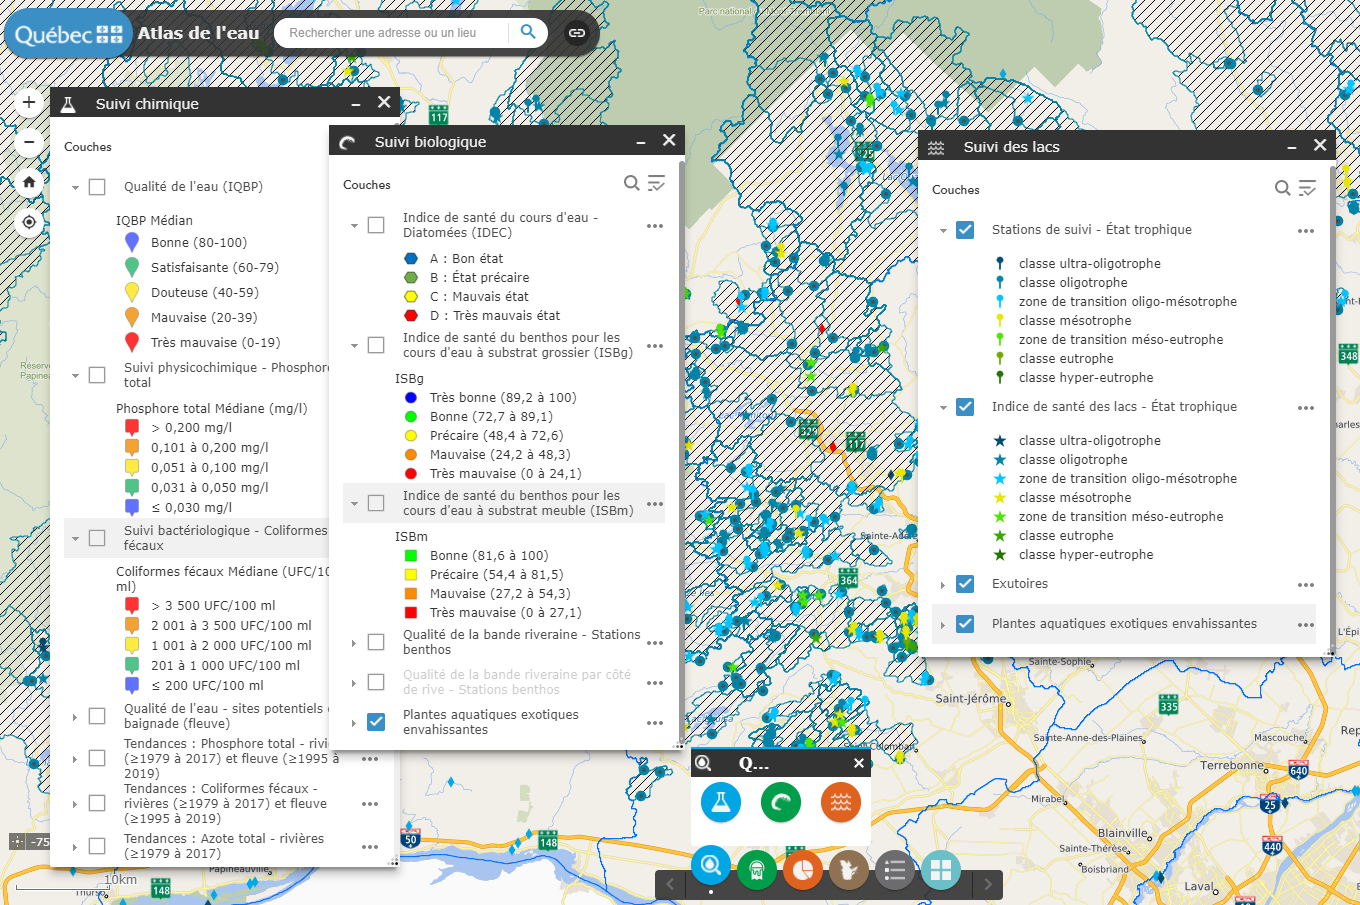 Parc national du Mont-Tremblant
Québec
Atlas de l'eau
Rechercher une adresse ou un lieu
117
Suivi chimique
Couches
Qualité de l'eau (IQBP)
IQBP Médian
Bonne (80-100)
Satisfaisante (60-79)
Douteuse (40-59)
Mauvaise (20-39)
Très mauvaise (0-19)
Suivi physicochimique - Phosphore
total
Phosphore total Médiane (mg/l)
> 0,200 mg/l
0,101 à 0,200 mg/l
0,051 à 0,100 mg/l
0,031 à 0,050 mg/l
≤ 0,030 mg/l
Suivi bactériologique - Coliformes
fécaux
Coliformes fécaux Médiane (UFC/10
ml)
> 3 500 UFC/100 ml
2 001 à 3 500 UFC/100 ml
1 001 à 2 000 UFC/100 ml
201 à 1 000 UFC/100 ml
≤ 200 UFC/100 ml
Qualité de l'eau - sites potentiels
baignade (fleuve)
Tendances : Phosphore total - rivi
(≥1979 à 2017) et fleuve (≥1995 à
2019)
Tendances : Coliformes fécaux -
rivières (≥1979 à 2017) et fleuve
(≥1995 à 2019)
Tendances : Azote total - rivières
(≥1979 à 2017)
Suivi biologique
Couches
Indice de santé du cours d'eau -
Diatomées (IDEC)
A : Bon état
B : État précaire
C : Mauvais état
D : Très mauvais état
Indice de santé du benthos pour les
cours d'eau à substrat grossier (ISBg)
ISBg
Très bonne (89,2 à 100)
Bonne (72,7 à 89,1)
Précaire (48,4 à 72,6)
Mauvaise (24,2 à 48,3)
Très mauvaise (0 à 24,1)
Indice de santé du benthos pour les
cours d'eau à substrat meuble (ISBm)
ISBm
Bonne (81,6 à 100)
Précaire (54,4 à 81,5)
Mauvaise (27,2 à 54,3)
Très mauvaise (0 à 27,1)
Qualité de la bande riveraine - Stations
benthos
Qualité de la bande riveraine par côté
de rive - Stations benthos
Plantes aquatiques exotiques
envahissantes
Suivi des lacs
Couches
Stations de suivi - État trophique
classe ultra-oligotrophe
classe oligotrophe
zone de transition oligo-mésotrophe
classe mésotrophe
zone de transition méso-eutrophe
classe eutrophe
classe hyper-eutrophe
Indice de santé des lacs - État trophique
classe ultra-oligotrophe
classe oligotrophe
zone de transition oligo-mésotrophe
classe mésotrophe
zone de transition méso-eutrophe
classe eutrophe
classe hyper-eutrophe
Exutoires
Plantes aquatiques exotiques envahissantes
Réserve
Papinea
348
117
364
Sainte-Sophie
Saint-Jérôme
335
Sainte-Anne-des-Plaines
Mascouche
Terrebonne
640
Mirabel
25
Blainville
Sainte-Thérèse
Boisbriand
440
Laval
Q...
-75
50
148
10km
Papineauville
148
Thurso